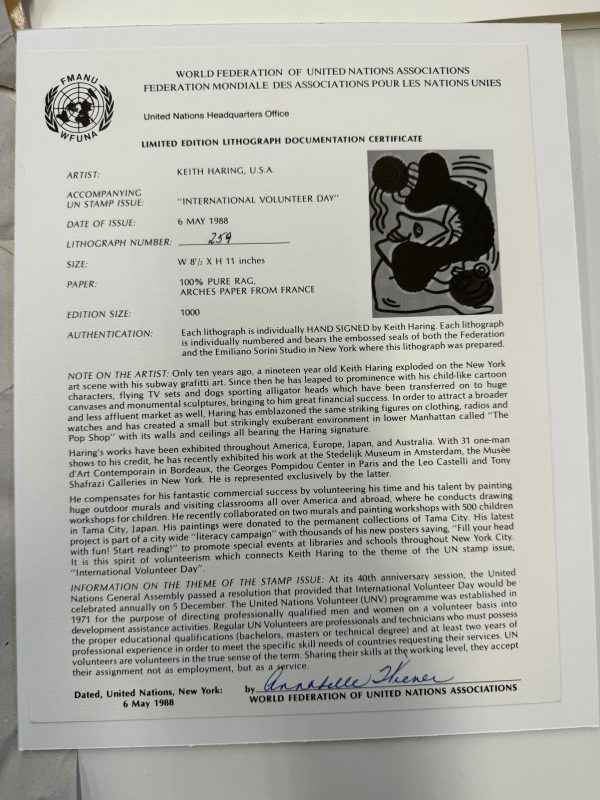 FMANU
WFUNA
WORLD FEDERATION OF UNITED NATIONS ASSOCIATIONS
FEDERATION MONDIALE DES ASSOCIATIONS POUR LES NATIONS UNIES
United Nations Headquarters Office
LIMITED EDITION LITHOGRAPH DOCUMENTATION CERTIFICATE
ARTIST: KEITH HARING, U.S.A.
ACCOMPANYING
UN STAMP ISSUE: "INTERNATIONAL VOLUNTEER DAY"
DATE OF ISSUE: 6 MAY 1988
LITHOGRAPH NUMBER: 259
SIZE: W 8½ X H 11 inches
PAPER: 100% PURE RAG,
ARCHES PAPER FROM FRANCE
EDITION SIZE: 1000
AUTHENTICATION: Each lithograph is individually HAND SIGNED by Keith Haring. Each lithograph
is individually numbered and bears the embossed seals of both the Federation
and the Emiliano Sorini Studio in New York where this lithograph was prepared.
NOTE ON THE ARTIST: Only ten years ago, a nineteen year old Keith Haring exploded on the New York
art scene with his subway grafitti art. Since then he has leaped to prominence with his child-like cartoon
characters, flying TV sets and dogs sporting alligator heads which have been transferred on to huge
canvases and monumental sculptures, bringing to him great financial success. In order to attract a broader
and less affluent market as well, Haring has emblazoned the same striking figures on clothing, radios and
watches and has created a small but strikingly exuberant environment in lower Manhattan called "The
Pop Shop" with its walls and ceilings all bearing the Haring signature.
Haring's works have been exhibited throughout America, Europe, Japan, and Australia. With 31 one-man
shows to his credit, he has recently exhibited his work at the Stedelijk Museum in Amsterdam, the Musée
d'Art Contemporain in Bordeaux, the Georges Pompidou Center in Paris and the Leo Castelli and Tony
Shafrazi Galleries in New York. He is represented exclusively by the latter.
He compensates for his fantastic commercial success by volunteering his time and his talent by painting
huge outdoor murals and visiting classrooms all over America and abroad, where he conducts drawing
workshops for children. He recently collaborated on two murals and painting workshops with 500 children
in Tama City, Japan. His paintings were donated to the permanent collections of Tama City. His latest
project is part of a city wide "literacy campaign" with thousands of his new posters saying, "Fill your head
with fun! Start reading!" to promote special events at libraries and schools throughout New York City.
It is this spirit of volunteerism which connects Keith Haring to the theme of the UN stamp issue,
"International Volunteer Day".
INFORMATION ON THE THEME OF THE STAMP ISSUE: At its 40th anniversary session, the United
Nations General Assembly passed a resolution that provided that International Volunteer Day would be
celebrated annually on 5 December. The United Nations Volunteer (UNV) programme was established in
1971 for the purpose of directing professionally qualified men and women on a volunteer basis into
development assistance activities. Regular UN Volunteers are professionals and technicians who must possess
the proper educational qualifications (bachelors, masters or technical degree) and at least two years of
professional experience in order to meet the specific skill needs of countries requesting their services. UN
volunteers are volunteers in the true sense of the term. Sharing their skills at the working level, they accept
their assignment not as employment, but as a service.
Dated, United Nations, New York: by Annabelle Wiener
6 May 1988 WORLD FEDERATION OF UNITED NATIONS ASSOCIATIONS